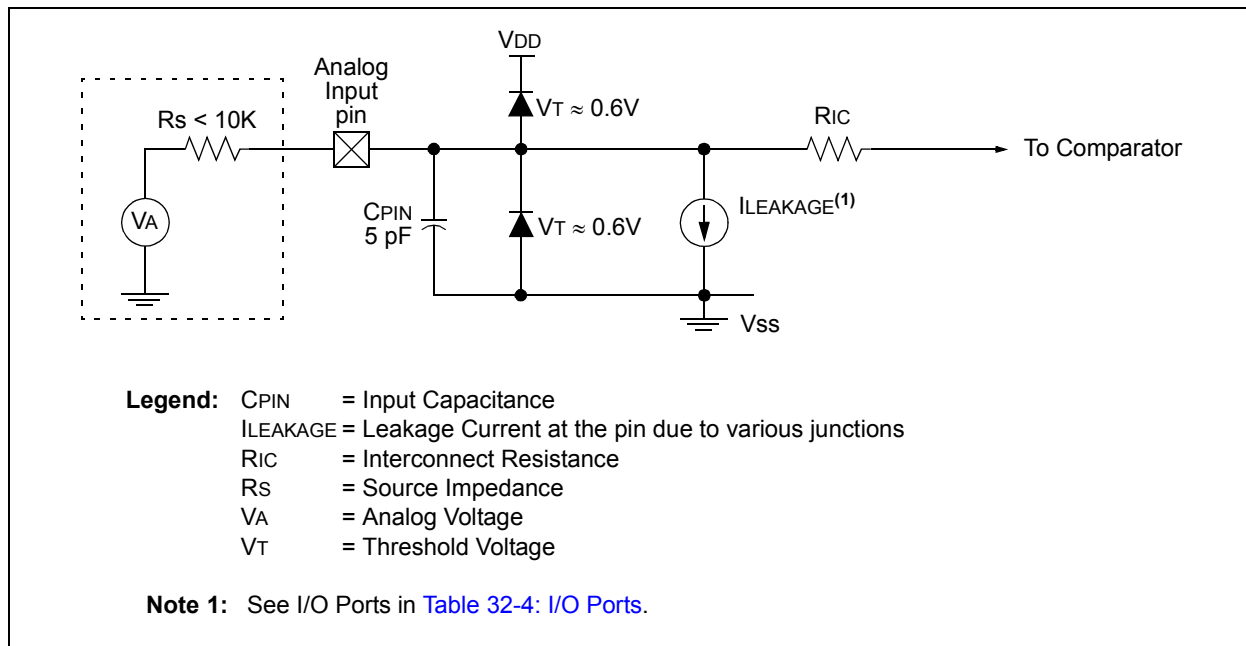 VDD
Analog
Input
pin
Rs < 10K
VT ≈ 0.6V
RIC
To Comparator
VA
CPIN
5 pF
VT ≈ 0.6V
ILEAKAGE(1)
Vss
Legend: CPIN = Input Capacitance
ILEAKAGE = Leakage Current at the pin due to various junctions
RIC = Interconnect Resistance
RS = Source Impedance
VA = Analog Voltage
VT = Threshold Voltage
Note 1: See I/O Ports in Table 32-4: I/O Ports.